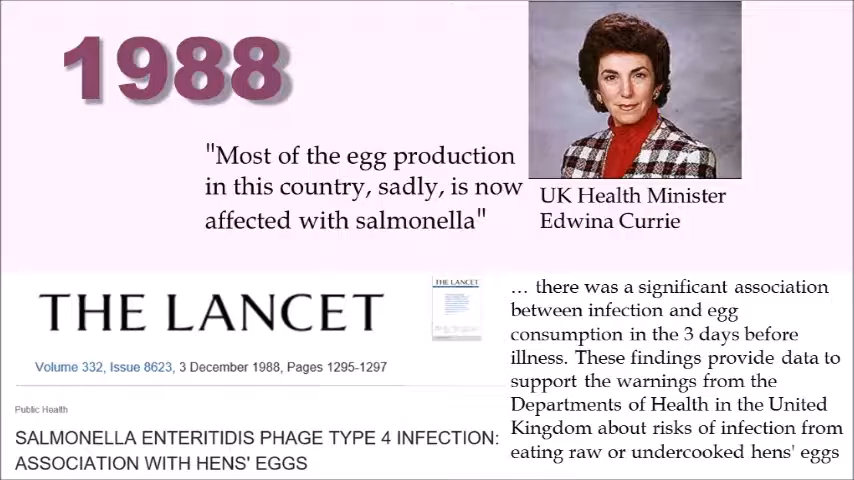 1988
"Most of the egg production
in this country, sadly, is now
affected with salmonella"
UK Health Minister
Edwina Currie
THE LANCET
THE LANCET
Volume 332, Issue 8623, 3 December 1988, Pages 1295-1297
Public Health
SALMONELLA ENTERITIDIS PHAGE TYPE 4 INFECTION:
ASSOCIATION WITH HENS' EGGS
... there was a significant association
between infection and egg
consumption in the 3 days before
illness. These findings provide data to
support the warnings from the
Departments of Health in the United
Kingdom about risks of infection from
eating raw or undercooked hens' eggs